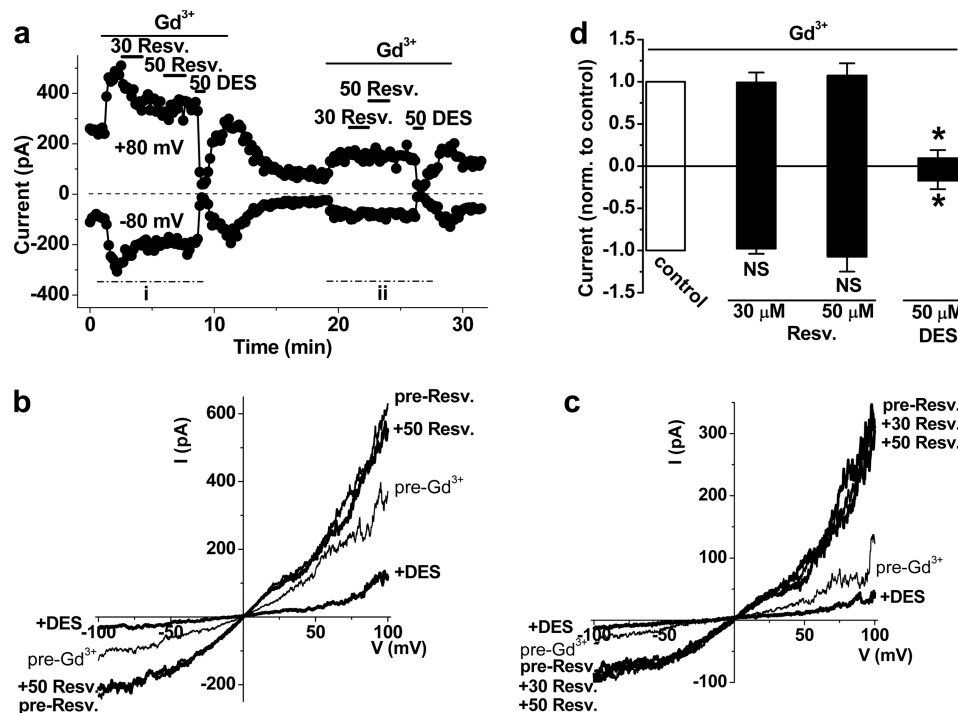 a
Gd3+
30 Resv.
50 Resv.
50 DES
Gd3+
50 Resv.
30 Resv.
50 DES
+80 mV
-80 mV
Current (pA)
400
200
0
-200
-400
i
ii
0 10 20 30
Time (min)
d
Gd3+
Current (norm. to control)
1.5
1.0
0.5
0.0
-0.5
-1.0
-1.5
* *
NS
NS
control
30 μM
50 μM
50 μM
Resv.
DES
b
I (pA)
600
400
200
-200
pre-Resv.
+50 Resv.
pre-Gd3+
+DES
+DES
-100 -50 50 100
V (mV)
pre-Gd3+
+50 Resv.
pre-Resv.
c
I (pA)
300
200
100
-100
pre-Resv.
+30 Resv.
+50 Resv.
pre-Gd3+
+DES
+DES
-100 -50 50 100
V (mV)
pre-Gd3+
pre-Resv.
+30 Resv.
+50 Resv.